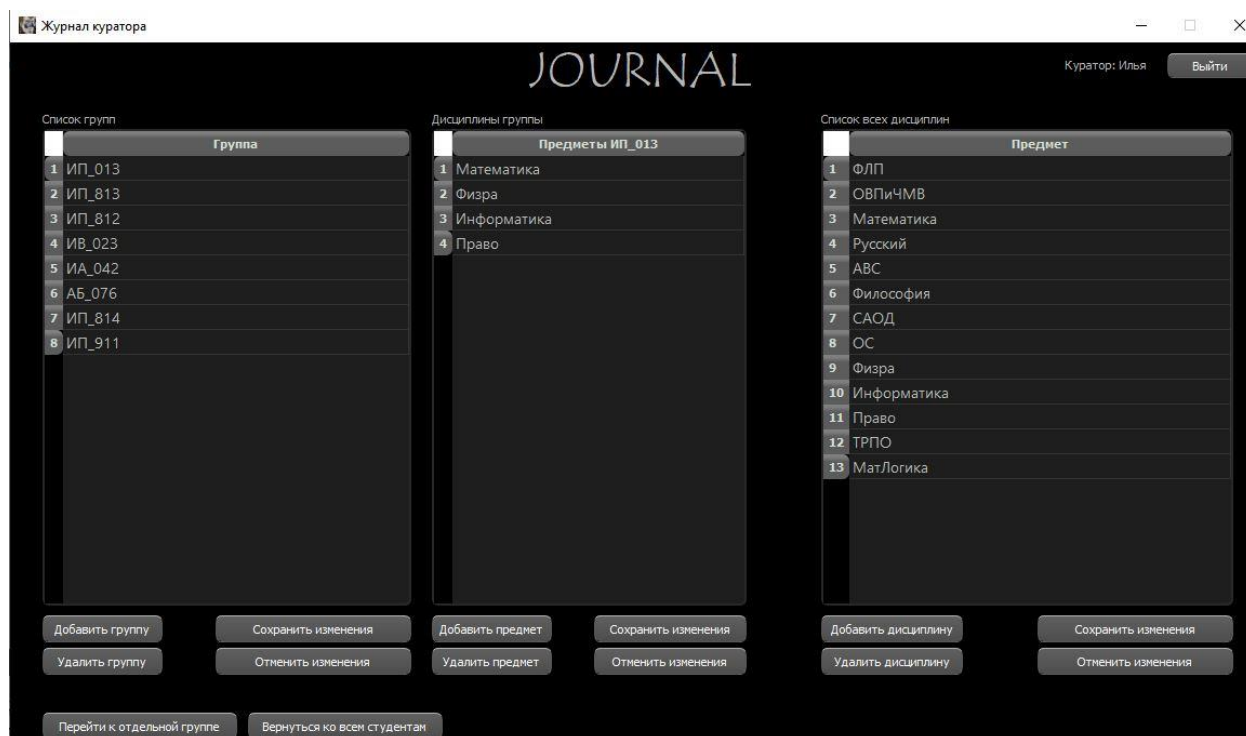 Журнал куратора
JOURNAL
Куратор: Илья
Выйти
Список групп
Группа
1 ИП_013
2 ИП_813
3 ИП_812
4 ИВ_023
5 ИА_042
6 АБ_076
7 ИП_814
8 ИП_911
Дисциплины группы
Предметы ИП_013
1 Математика
2 Физра
3 Информатика
4 Право
Список всех дисциплин
Предмет
1 ФЛП
2 ОВПиЧМВ
3 Математика
4 Русский
5 АВС
6 Философия
7 САОД
8 ОС
9 Физра
10 Информатика
11 Право
12 ТРПО
13 МатЛогика
Добавить группу
Сохранить изменения
Удалить группу
Отменить изменения
Добавить предмет
Сохранить изменения
Удалить предмет
Отменить изменения
Добавить дисциплину
Сохранить изменения
Удалить дисциплину
Отменить изменения
Перейти к отдельной группе
Вернуться ко всем студентам